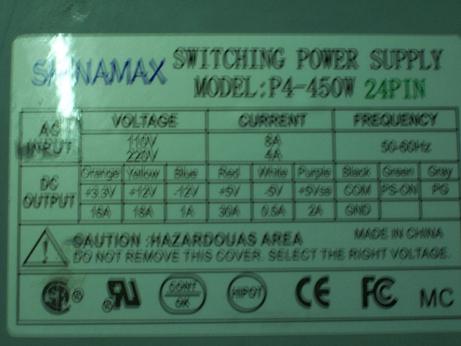 SHINAMAX SWITCHING POWER SUPPLY
MODEL:P4-450W 24PIN
AC INPUT VOLTAGE CURRENT FREQUENCY
110V 8A 50-60Hz
220V 4A
DC OUTPUT Orange Yellow Blue Red White Purple Black Green Gray
+3.3V +12V -12V +5V -5V +5Vsb COM PS-ON PG
16A 18A 1A 30A 0.5A 2A GND
CAUTION :HAZARDOUAS AREA MADE IN CHINA
DO NOT REMOVE THIS COVER. SELECT THE RIGHT VOLTAGE.
HIPOT CE FC MC
OK